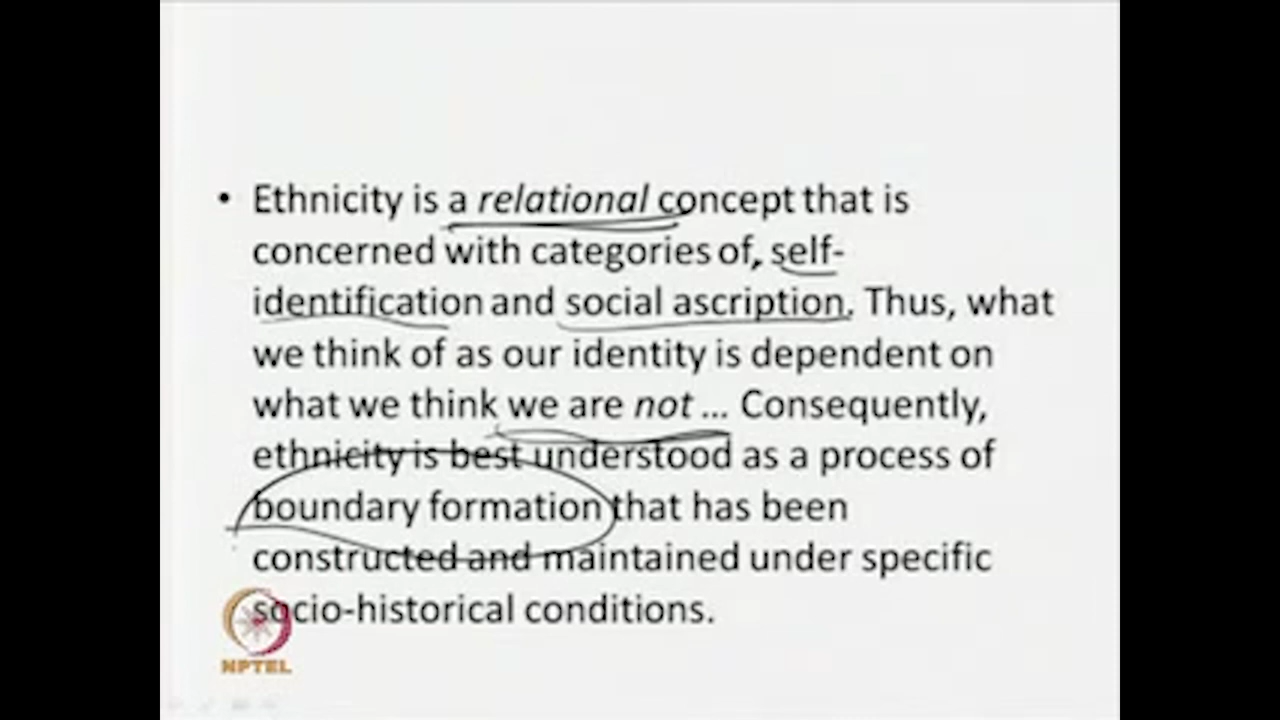 • Ethnicity is a relational concept that is
concerned with categories of, self-
identification and social ascription. Thus, what
we think of as our identity is dependent on
what we think we are not ... Consequently,
ethnicity is best understood as a process of
boundary formation that has been
constructed and maintained under specific
socio-historical conditions.
NPTEL